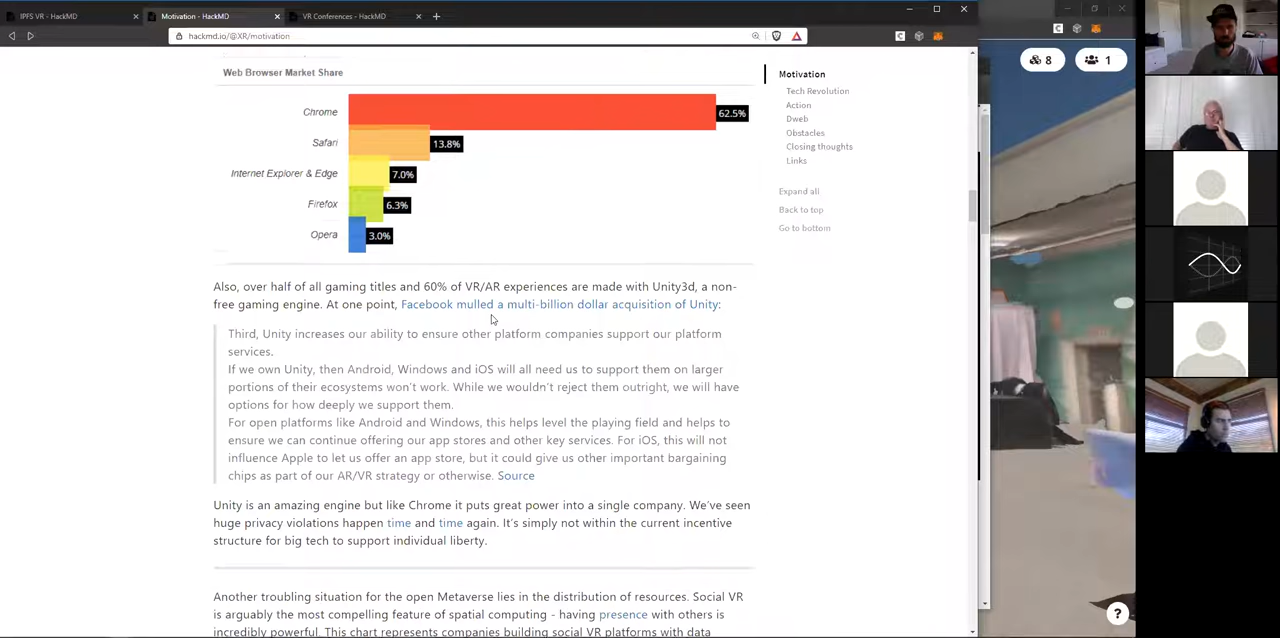 IPFS VR - HackMD
Motivation - HackMD
VR Conferences - HackMD
hackmd.io/@XR/motivation
8
1
Web Browser Market Share
Chrome 62.5%
Safari 13.8%
Internet Explorer & Edge 7.0%
Firefox 6.3%
Opera 3.0%
Also, over half of all gaming titles and 60% of VR/AR experiences are made with Unity3d, a non-
free gaming engine. At one point, Facebook mulled a multi-billion dollar acquisition of Unity:
Third, Unity increases our ability to ensure other platform companies support our platform
services.
If we own Unity, then Android, Windows and iOS will all need us to support them on larger
portions of their ecosystems won't work. While we wouldn't reject them outright, we will have
options for how deeply we support them.
For open platforms like Android and Windows, this helps level the playing field and helps to
ensure we can continue offering our app stores and other key services. For iOS, this will not
influence Apple to let us offer an app store, but it could give us other important bargaining
chips as part of our AR/VR strategy or otherwise. Source
Unity is an amazing engine but like Chrome it puts great power into a single company. We've seen
huge privacy violations happen time and time again. It's simply not within the current incentive
structure for big tech to support individual liberty.
Another troubling situation for the open Metaverse lies in the distribution of resources. Social VR
is arguably the most compelling feature of spatial computing - having presence with others is
incredibly powerful. This chart represents companies building social VR platforms with data
Motivation
Tech Revolution
Action
Dweb
Obstacles
Closing thoughts
Links
Expand all
Back to top
Go to bottom
?